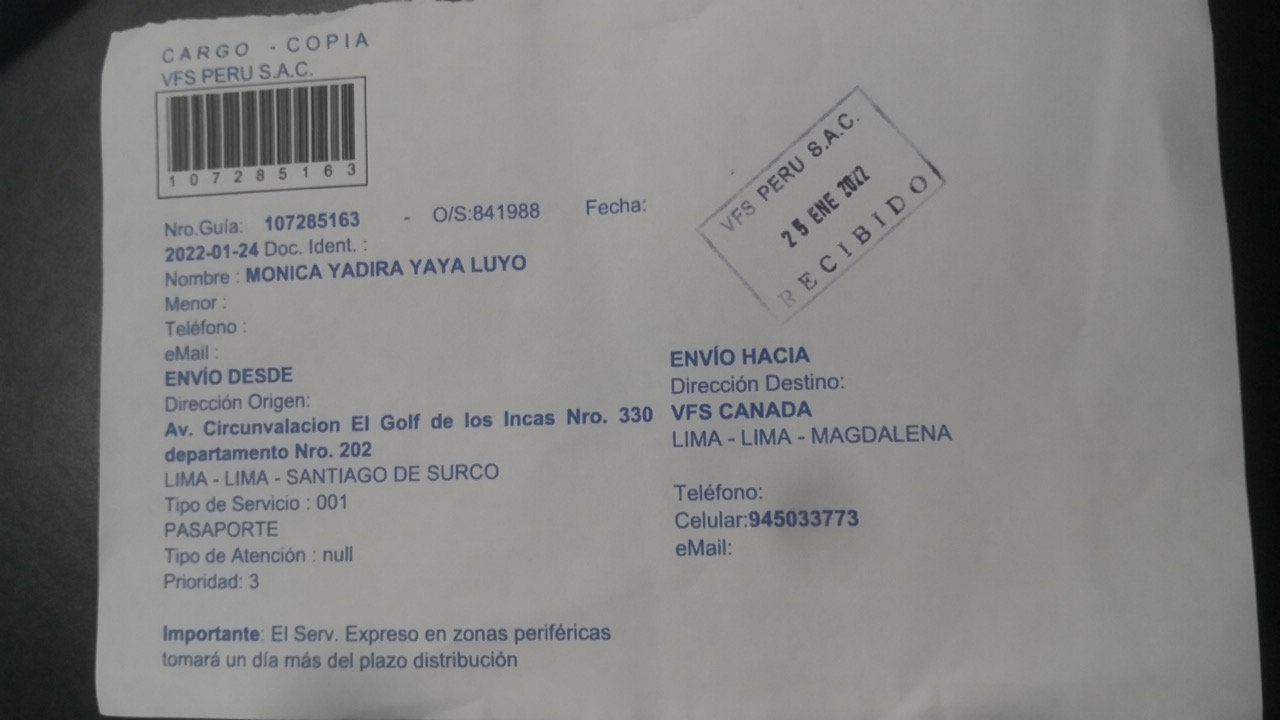 CARGO - COPIA
VFS PERU S.A.C.
107285163
Nro.Guía: 107285163 - O/S:841988 Fecha:
2022-01-24 Doc. Ident. :
Nombre : MONICA YADIRA YAYA LUYO
Menor :
Teléfono :
eMail :
ENVÍO DESDE
Dirección Origen:
Av. Circunvalacion El Golf de los Incas Nro. 330
departamento Nro. 202
LIMA - LIMA - SANTIAGO DE SURCO
Tipo de Servicio : 001
PASAPORTE
Tipo de Atención : null
Prioridad: 3
Importante: El Serv. Expreso en zonas periféricas
tomará un día más del plazo distribución
VFS PERU S.A.C.
25 ENE 2022
RECIBIDO
ENVÍO HACIA
Dirección Destino:
VFS CANADA
LIMA - LIMA - MAGDALENA
Teléfono:
Celular:945033773
eMail: